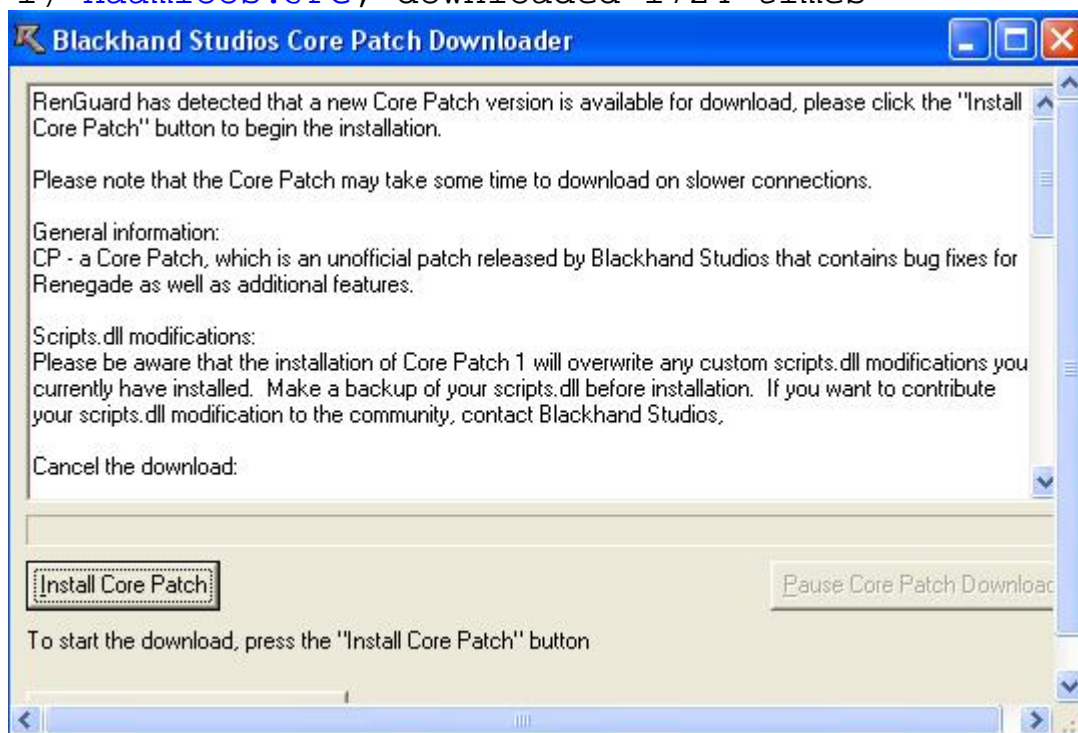 Blackhand Studios Core Patch Downloader
RenGuard has detected that a new Core Patch version is available for download, please click the "Install
Core Patch" button to begin the installation.
Please note that the Core Patch may take some time to download on slower connections.
General information:
CP - a Core Patch, which is an unofficial patch released by Blackhand Studios that contains bug fixes for
Renegade as well as additional features.
Scripts.dll modifications:
Please be aware that the installation of Core Patch 1 will overwrite any custom scripts.dll modifications you
currently have installed. Make a backup of your scripts.dll before installation. If you want to contribute
your scripts.dll modification to the community, contact Blackhand Studios,
Cancel the download:
Install Core Patch
Pause Core Patch Downloac
To start the download, press the "Install Core Patch" button